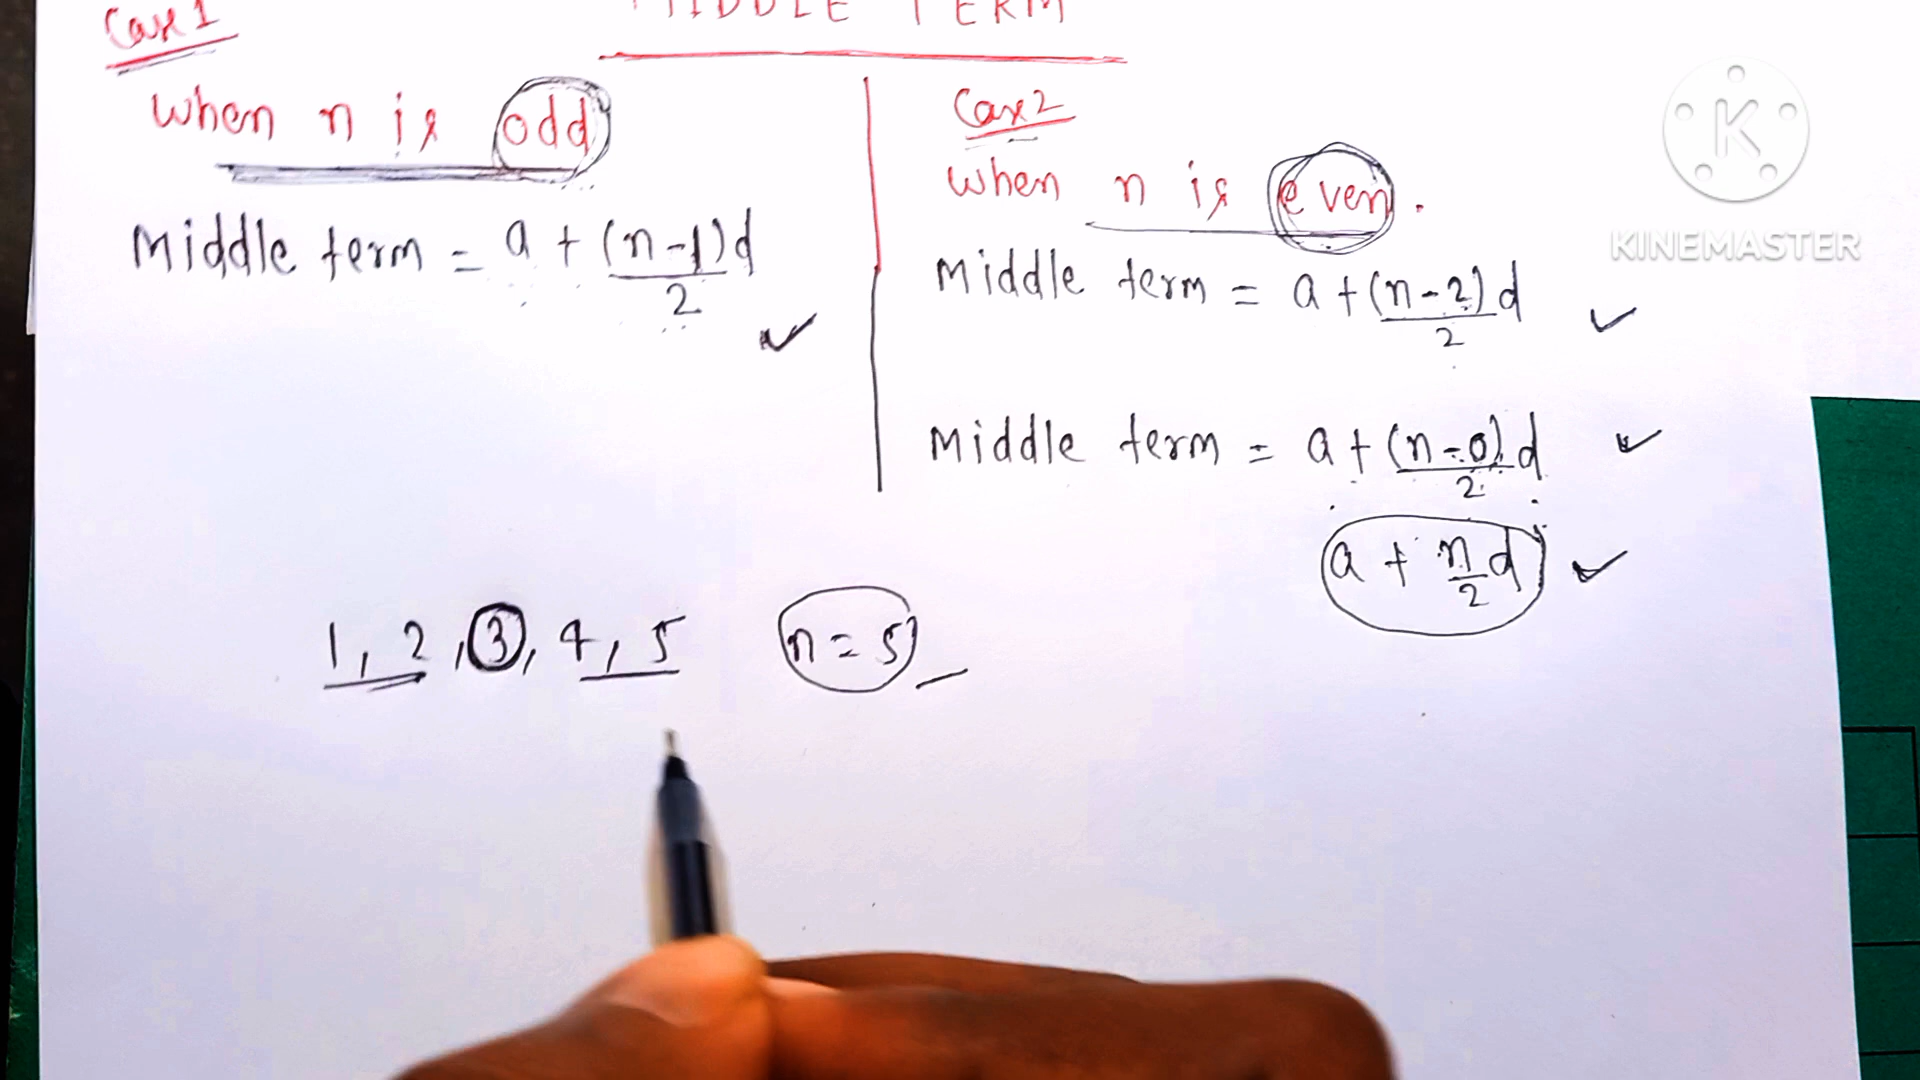 MIDDLE TERM
Case 1
When n is odd
Middle term = a + (n-1)d
2
Case 2
When n is even.
Middle term = a + (n-2)d
2
Middle term = a + (n-0)d
2
a + n/2 d
1, 2, 3, 4, 5 n = 5
K
KINEMASTER